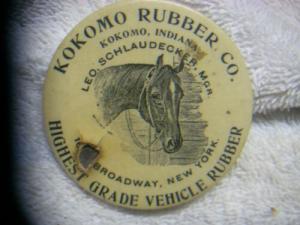 KOKOMO RUBBER CO.
KOKOMO, INDIANA
LEO. SCHLAUDECKER, MGR.
BROADWAY, NEW YORK.
HIGHEST GRADE VEHICLE RUBBER